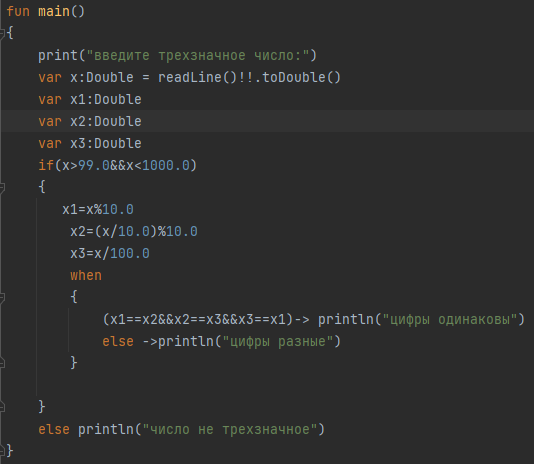 fun main()
{
    print("введите трехзначное число:")
    var x:Double = readLine()!!.toDouble()
    var x1:Double
    var x2:Double
    var x3:Double
    if(x>99.0&&x<1000.0)
    {
       x1=x%10.0
        x2=(x/10.0)%10.0
        x3=x/100.0
        when
        {
            (x1==x2&&x2==x3&&x3==x1)-> println("цифры одинаковы")
            else ->println("цифры разные")
        }
    }
    else println("число не трехзначное")
}